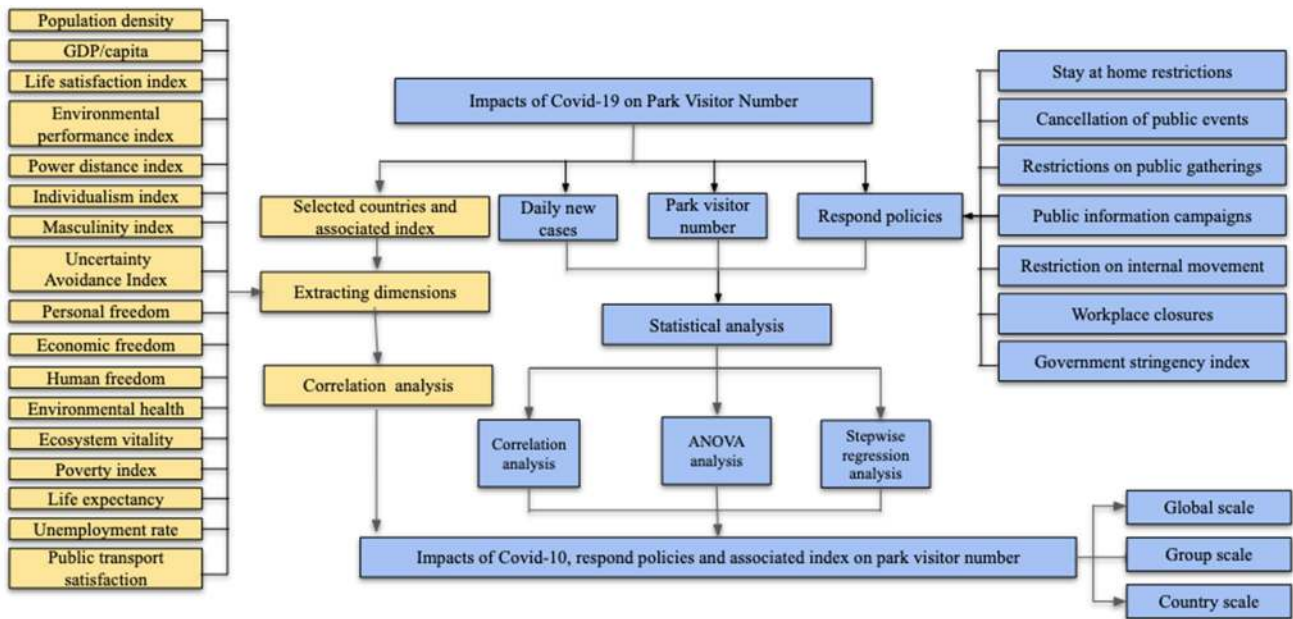 Population density
GDP/capita
Life satisfaction index
Environmental
performance index
Power distance index
Individualism index
Masculinity index
Uncertainty
Avoidance Index
Personal freedom
Economic freedom
Human freedom
Environmental health
Ecosystem vitality
Poverty index
Life expectancy
Unemployment rate
Public transport
satisfaction
Impacts of Covid-19 on Park Visitor Number
Selected countries and
associated index
Daily new
cases
Park visitor
number
Respond policies
Extracting dimensions
Statistical analysis
Correlation analysis
Correlation
analysis
ANOVA
analysis
Stepwise
regression
analysis
Impacts of Covid-10, respond policies and associated index on park visitor number
Stay at home restrictions
Cancellation of public events
Restrictions on public gatherings
Public information campaigns
Restriction on internal movement
Workplace closures
Government stringency index
Global scale
Group scale
Country scale